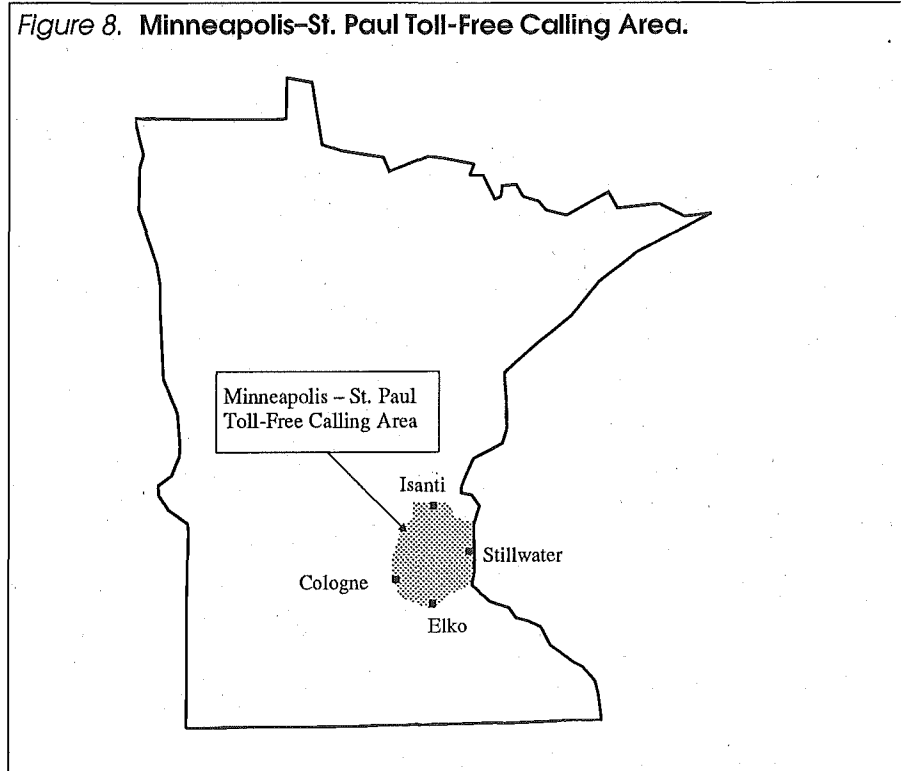 Figure 8. Minneapolis–St. Paul Toll-Free Calling Area.
Minneapolis – St. Paul
Toll-Free Calling Area
Isanti
Stillwater
Cologne
Elko